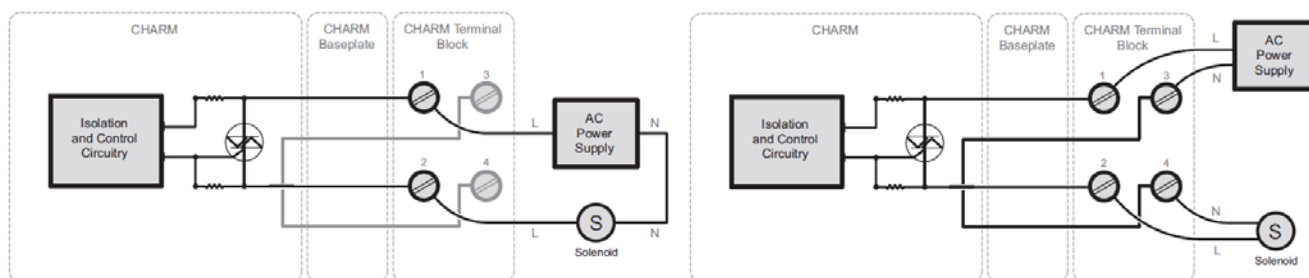 CHARM
CHARM
Baseplate
CHARM Terminal
Block
1
3
Isolation
and Control
Circuitry
L
AC
Power
Supply
N
2
4
L
S
N
Solenoid
CHARM
CHARM
Baseplate
CHARM Terminal
Block
L
AC
Power
Supply
N
1
3
Isolation
and Control
Circuitry
2
4
N
S
L
Solenoid